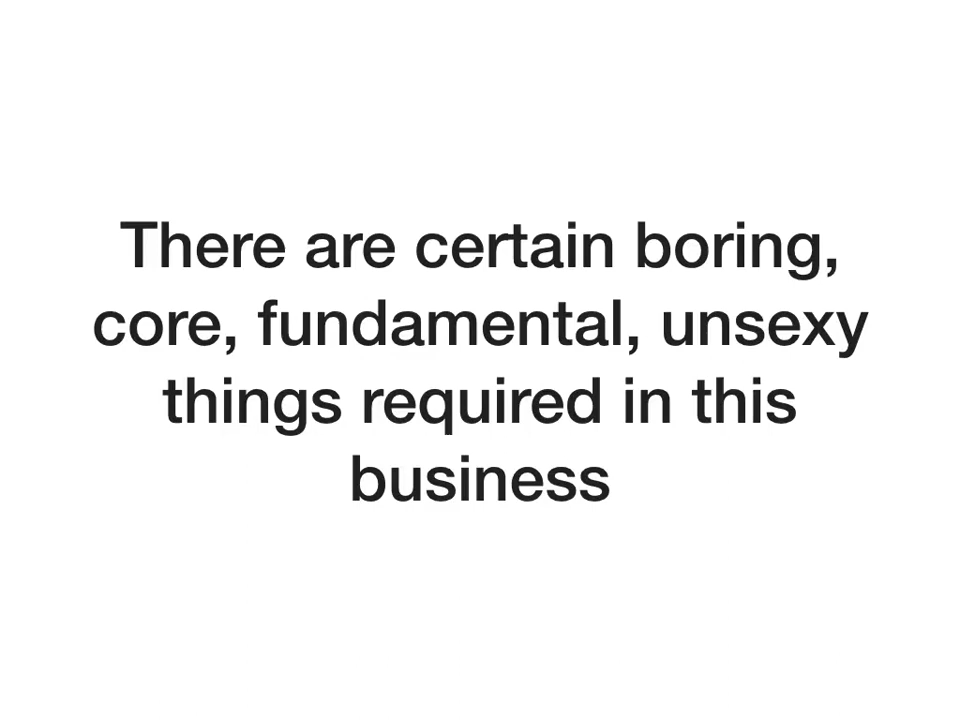 There are certain boring,
core, fundamental, unsexy
things required in this
business